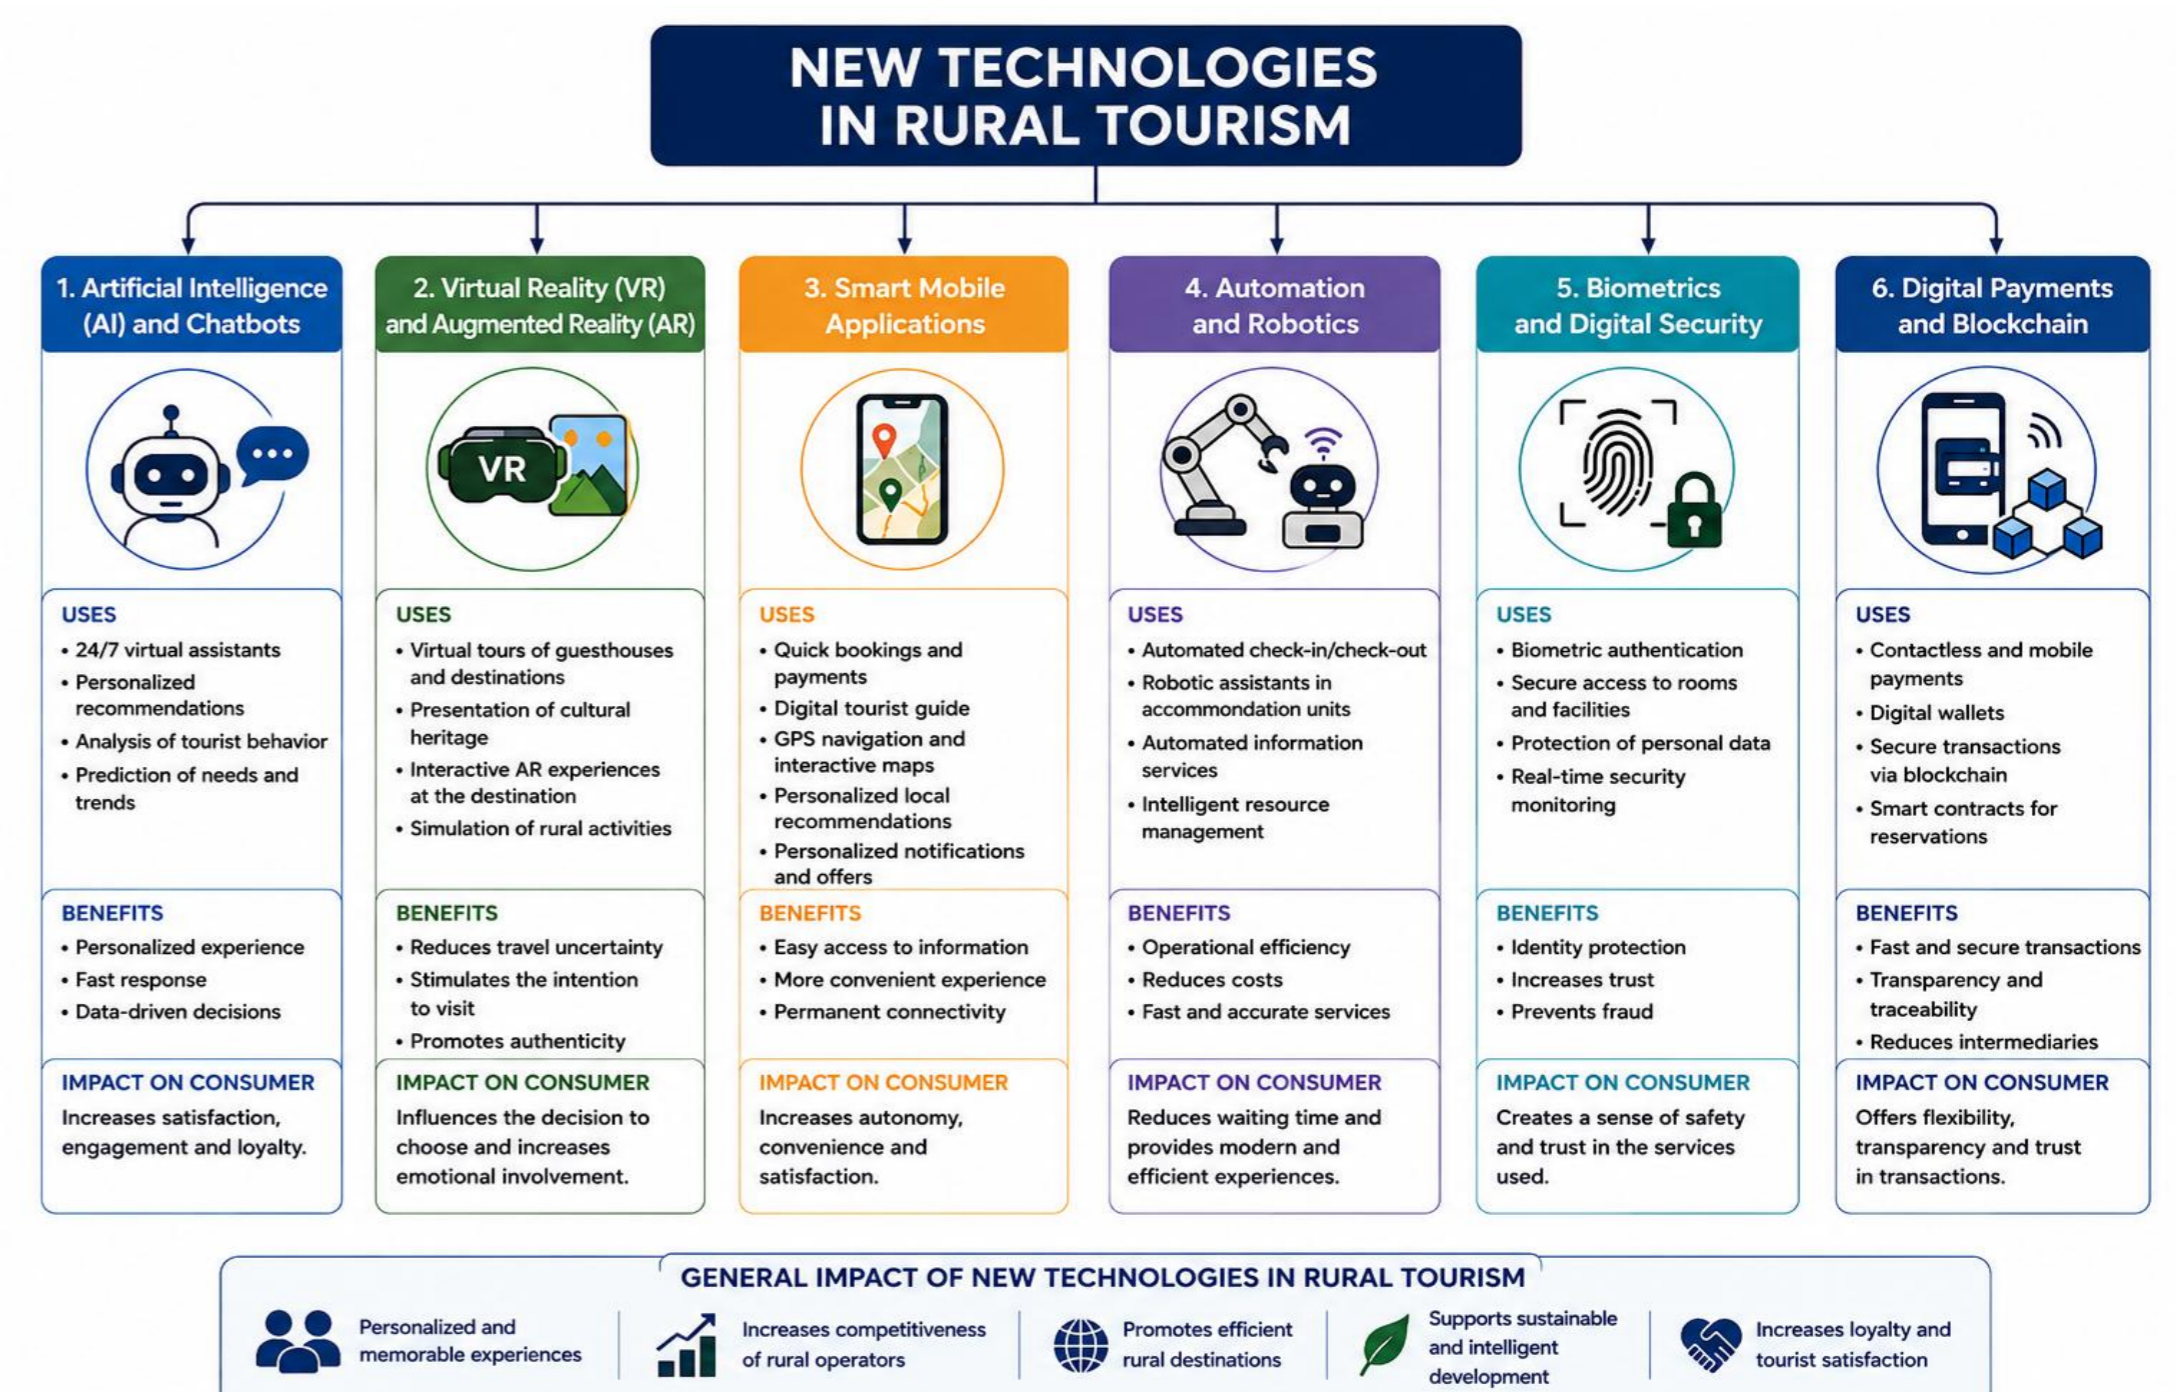 NEW TECHNOLOGIES
IN RURAL TOURISM
1. Artificial Intelligence
(AI) and Chatbots
USES
• 24/7 virtual assistants
• Personalized
recommendations
• Analysis of tourist behavior
• Prediction of needs and
trends
BENEFITS
• Personalized experience
• Fast response
• Data-driven decisions
IMPACT ON CONSUMER
Increases satisfaction,
engagement and loyalty.
2. Virtual Reality (VR)
and Augmented Reality (AR)
VR
USES
• Virtual tours of guesthouses
and destinations
• Presentation of cultural
heritage
• Interactive AR experiences
at the destination
• Simulation of rural activities
BENEFITS
• Reduces travel uncertainty
• Stimulates the intention
to visit
• Promotes authenticity
IMPACT ON CONSUMER
Influences the decision to
choose and increases
emotional involvement.
3. Smart Mobile
Applications
USES
• Quick bookings and
payments
• Digital tourist guide
• GPS navigation and
interactive maps
• Personalized local
recommendations
• Personalized notifications
and offers
BENEFITS
• Easy access to information
• More convenient experience
• Permanent connectivity
IMPACT ON CONSUMER
Increases autonomy,
convenience and
satisfaction.
4. Automation
and Robotics
USES
• Automated check-in/check-out
• Robotic assistants in
accommondation units
• Automated information
services
• Intelligent resource
management
BENEFITS
• Operational efficiency
• Reduces costs
• Fast and accurate services
IMPACT ON CONSUMER
Reduces waiting time and
provides modern and
efficient experiences.
5. Biometrics
and Digital Security
USES
• Biometric authentication
• Secure access to rooms
and facilities
• Protection of personal data
• Real-time security
monitoring
BENEFITS
• Identity protection
• Increases trust
• Prevents fraud
IMPACT ON CONSUMER
Creates a sense of safety
and trust in the services
used.
6. Digital Payments
and Blockchain
USES
• Contactless and mobile
payments
• Digital wallets
• Secure transactions
via blockchain
• Smart contracts for
reservations
BENEFITS
• Fast and secure transactions
• Transparency and
traceability
• Reduces intermediaries
IMPACT ON CONSUMER
Offers flexibility,
transparency and trust
in transactions.
GENERAL IMPACT OF NEW TECHNOLOGIES IN RURAL TOURISM
Personalized and
memorable experiences
Increases competitiveness
of rural operators
Promotes efficient
rural destinations
Supports sustainable
and intelligent
development
Increases loyalty and
tourist satisfaction